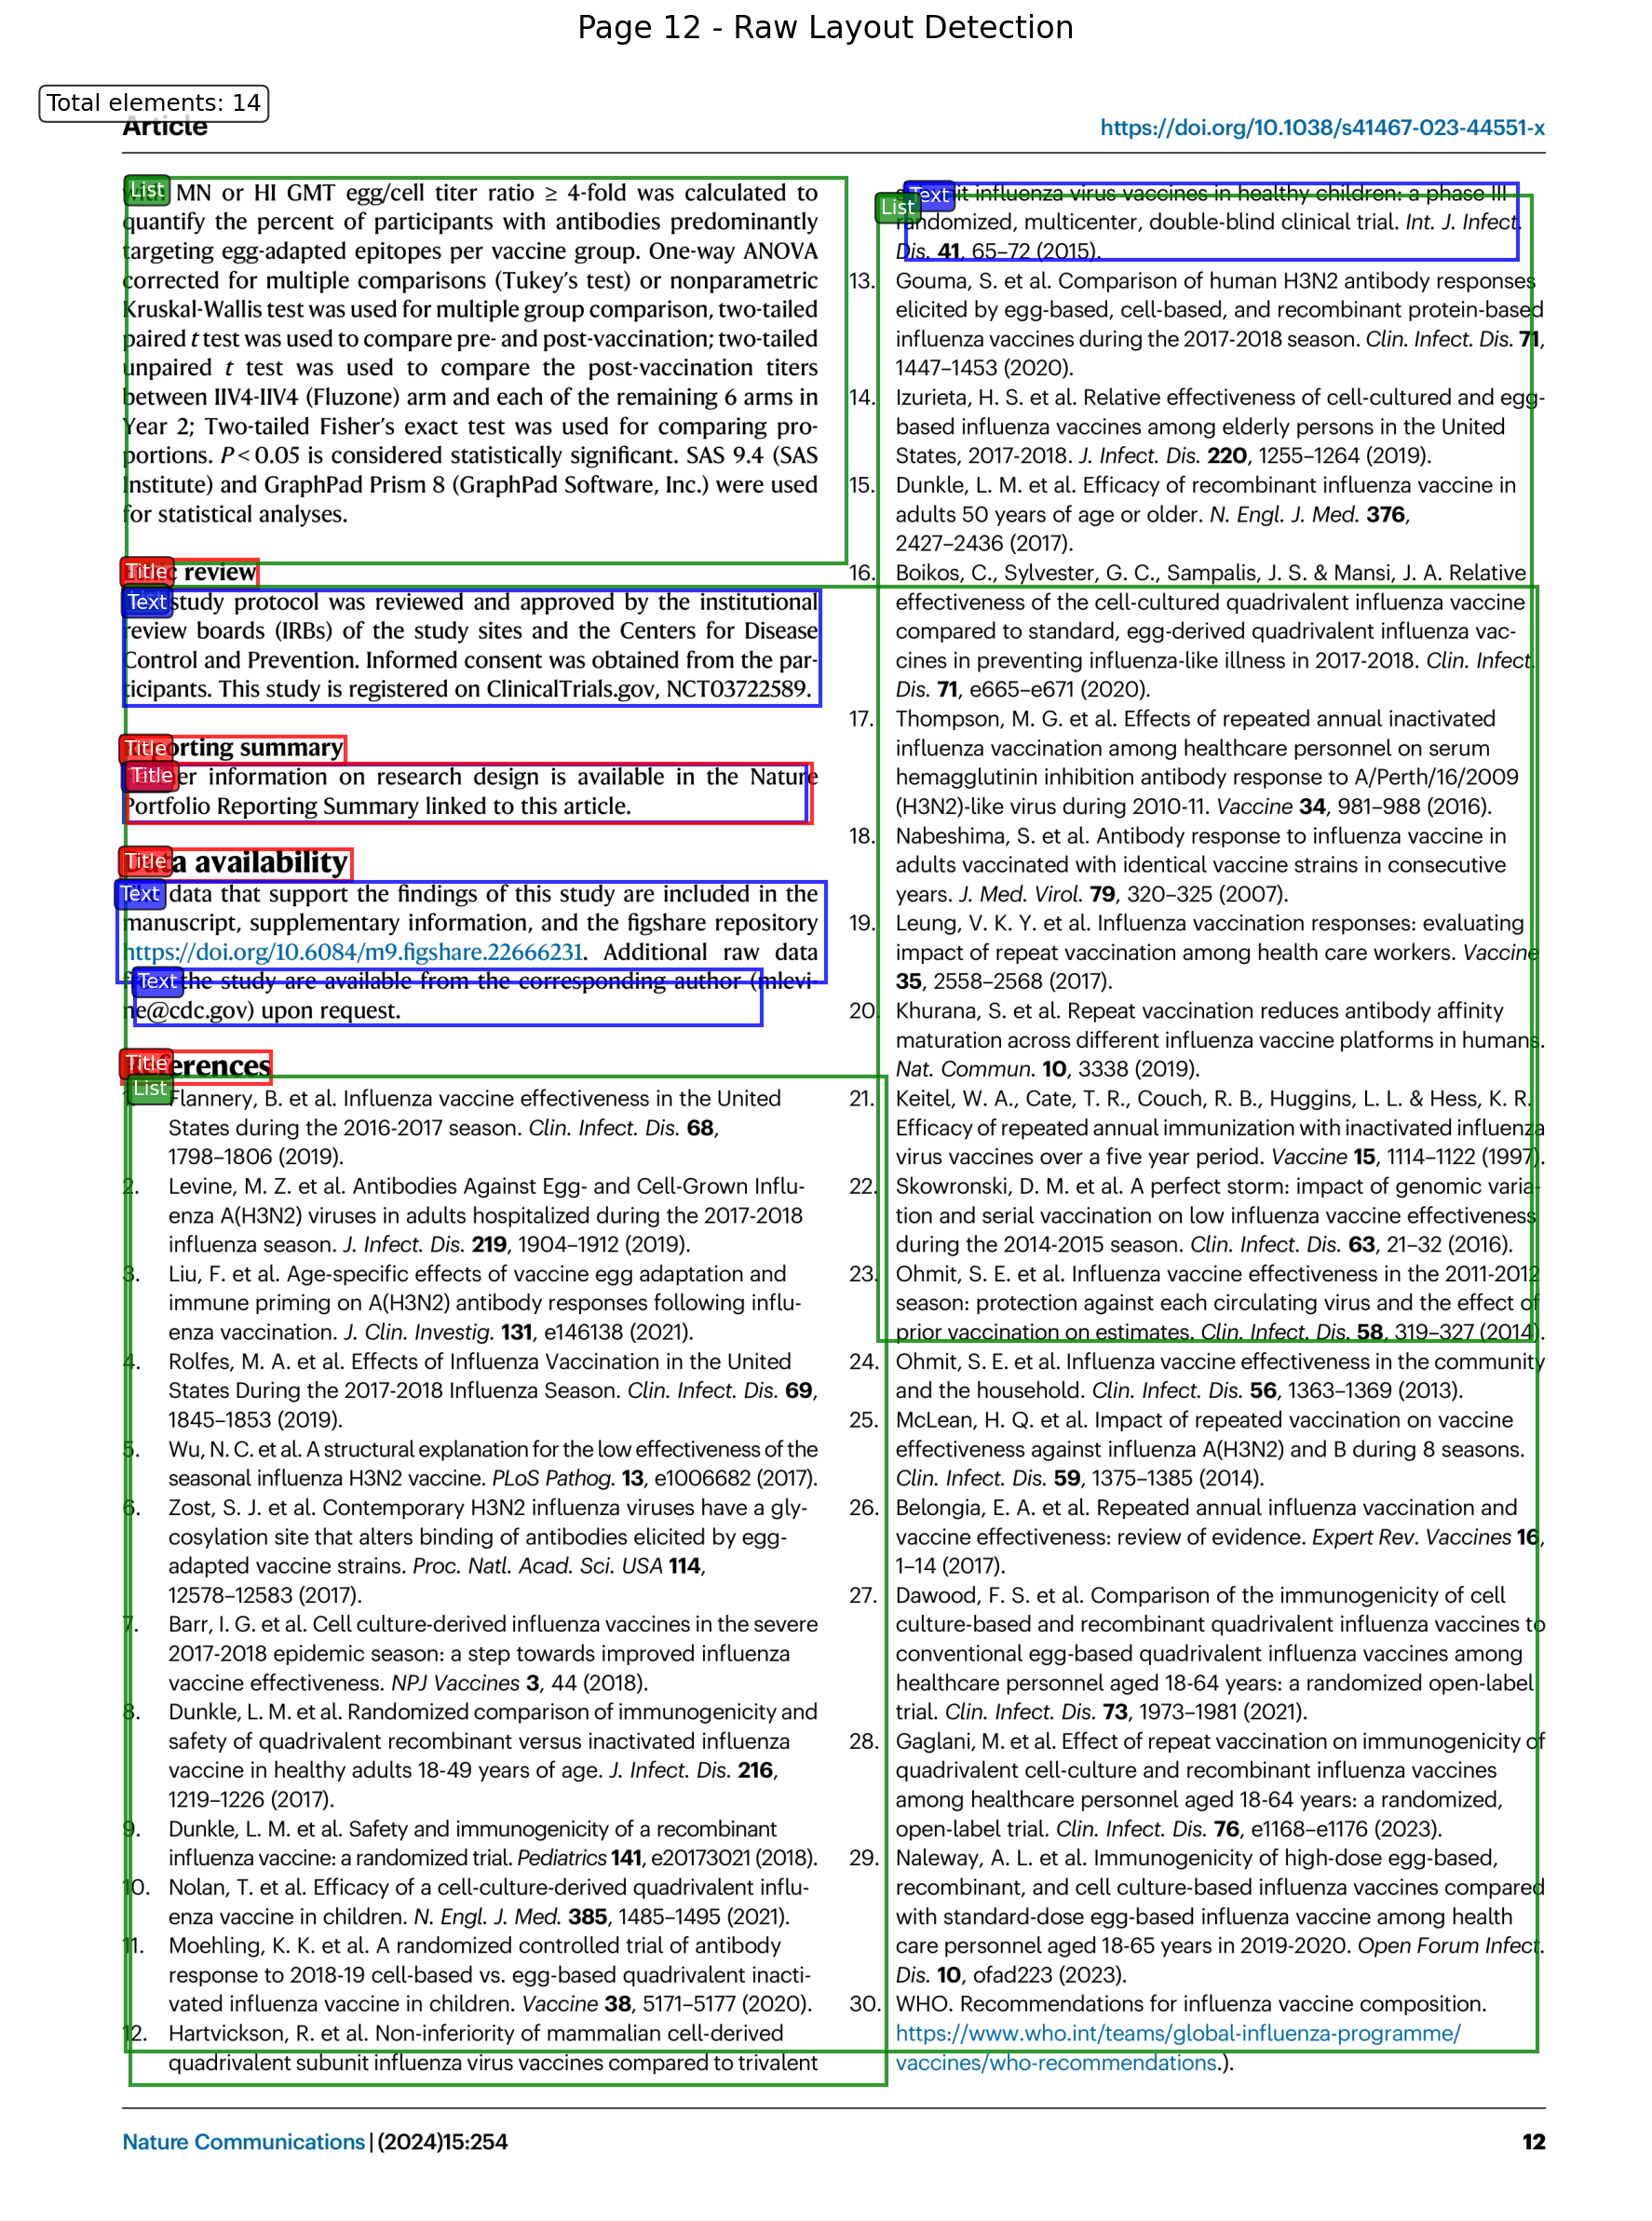 Page 12 - Raw Layout Detection
Total elements: 14
Article
https://doi.org/10.1038/s41467-023-44551-x
List
MN or HI GMT egg/cell titer ratio ≥ 4-fold was calculated to
quantify the percent of participants with antibodies predominantly
targeting egg-adapted epitopes per vaccine group. One-way ANOVA
corrected for multiple comparisons (Tukey's test) or nonparametric
Kruskal-Wallis test was used for multiple group comparison, two-tailed
paired t test was used to compare pre- and post-vaccination; two-tailed
unpaired t test was used to compare the post-vaccination titers
between IIV4-IIV4 (Fluzone) arm and each of the remaining 6 arms in
Year 2; Two-tailed Fisher's exact test was used for comparing pro-
portions. P < 0.05 is considered statistically significant. SAS 9.4 (SAS
Institute) and GraphPad Prism 8 (GraphPad Software, Inc.) were used
for statistical analyses.
Title
review
Text
study protocol was reviewed and approved by the institutional
review boards (IRBs) of the study sites and the Centers for Disease
Control and Prevention. Informed consent was obtained from the par-
ticipants. This study is registered on ClinicalTrials.gov, NCT03722589.
Title
orting summary
Title
er information on research design is available in the Nature
Portfolio Reporting Summary linked to this article.
Title
Data availability
Text
data that support the findings of this study are included in the
manuscript, supplementary information, and the figshare repository
https://doi.org/10.6084/m9.figshare.22666231. Additional raw data
Text
the study are available from the corresponding author (mlevi-
ne@cdc.gov) upon request.
Title
erences
List
1. Flannery, B. et al. Influenza vaccine effectiveness in the United
States during the 2016-2017 season. Clin. Infect. Dis. 68,
1798–1806 (2019).
2. Levine, M. Z. et al. Antibodies Against Egg- and Cell-Grown Influ-
enza A(H3N2) viruses in adults hospitalized during the 2017-2018
influenza season. J. Infect. Dis. 219, 1904–1912 (2019).
3. Liu, F. et al. Age-specific effects of vaccine egg adaptation and
immune priming on A(H3N2) antibody responses following influ-
enza vaccination. J. Clin. Investig. 131, e146138 (2021).
4. Rolfes, M. A. et al. Effects of Influenza Vaccination in the United
States During the 2017-2018 Influenza Season. Clin. Infect. Dis. 69,
1845–1853 (2019).
5. Wu, N. C. et al. A structural explanation for the low effectiveness of the
seasonal influenza H3N2 vaccine. PLoS Pathog. 13, e1006682 (2017).
6. Zost, S. J. et al. Contemporary H3N2 influenza viruses have a gly-
cosylation site that alters binding of antibodies elicited by egg-
adapted vaccine strains. Proc. Natl. Acad. Sci. USA 114,
12578–12583 (2017).
7. Barr, I. G. et al. Cell culture-derived influenza vaccines in the severe
2017-2018 epidemic season: a step towards improved influenza
vaccine effectiveness. NPJ Vaccines 3, 44 (2018).
8. Dunkle, L. M. et al. Randomized comparison of immunogenicity and
safety of quadrivalent recombinant versus inactivated influenza
vaccine in healthy adults 18-49 years of age. J. Infect. Dis. 216,
1219–1226 (2017).
9. Dunkle, L. M. et al. Safety and immunogenicity of a recombinant
influenza vaccine: a randomized trial. Pediatrics 141, e20173021 (2018).
10. Nolan, T. et al. Efficacy of a cell-culture-derived quadrivalent influ-
enza vaccine in children. N. Engl. J. Med. 385, 1485–1495 (2021).
11. Moehling, K. K. et al. A randomized controlled trial of antibody
response to 2018-19 cell-based vs. egg-based quadrivalent inacti-
vated influenza vaccine in children. Vaccine 38, 5171–5177 (2020).
12. Hartvickson, R. et al. Non-inferiority of mammalian cell-derived
quadrivalent subunit influenza virus vaccines compared to trivalent
Text
List
it influenza virus vaccines in healthy children: a phase III
randomized, multicenter, double-blind clinical trial. Int. J. Infect.
Dis. 41, 65–72 (2015).
13. Gouma, S. et al. Comparison of human H3N2 antibody responses
elicited by egg-based, cell-based, and recombinant protein-based
influenza vaccines during the 2017-2018 season. Clin. Infect. Dis. 71,
1447–1453 (2020).
14. Izurieta, H. S. et al. Relative effectiveness of cell-cultured and egg-
based influenza vaccines among elderly persons in the United
States, 2017-2018. J. Infect. Dis. 220, 1255–1264 (2019).
15. Dunkle, L. M. et al. Efficacy of recombinant influenza vaccine in
adults 50 years of age or older. N. Engl. J. Med. 376,
2427–2436 (2017).
16. Boikos, C., Sylvester, G. C., Sampalis, J. S. & Mansi, J. A. Relative
effectiveness of the cell-cultured quadrivalent influenza vaccine
compared to standard, egg-derived quadrivalent influenza vac-
cines in preventing influenza-like illness in 2017-2018. Clin. Infect.
Dis. 71, e665–e671 (2020).
17. Thompson, M. G. et al. Effects of repeated annual inactivated
influenza vaccination among healthcare personnel on serum
hemagglutinin inhibition antibody response to A/Perth/16/2009
(H3N2)-like virus during 2010-11. Vaccine 34, 981–988 (2016).
18. Nabeshima, S. et al. Antibody response to influenza vaccine in
adults vaccinated with identical vaccine strains in consecutive
years. J. Med. Virol. 79, 320–325 (2007).
19. Leung, V. K. Y. et al. Influenza vaccination responses: evaluating
impact of repeat vaccination among health care workers. Vaccine
35, 2558–2568 (2017).
20. Khurana, S. et al. Repeat vaccination reduces antibody affinity
maturation across different influenza vaccine platforms in humans.
Nat. Commun. 10, 3338 (2019).
21. Keitel, W. A., Cate, T. R., Couch, R. B., Huggins, L. L. & Hess, K. R.
Efficacy of repeated annual immunization with inactivated influenza
virus vaccines over a five year period. Vaccine 15, 1114–1122 (1997).
22. Skowronski, D. M. et al. A perfect storm: impact of genomic varia-
tion and serial vaccination on low influenza vaccine effectiveness
during the 2014-2015 season. Clin. Infect. Dis. 63, 21–32 (2016).
23. Ohmit, S. E. et al. Influenza vaccine effectiveness in the 2011-2012
season: protection against each circulating virus and the effect of
prior vaccination on estimates. Clin. Infect. Dis. 58, 319–327 (2014).
24. Ohmit, S. E. et al. Influenza vaccine effectiveness in the community
and the household. Clin. Infect. Dis. 56, 1363–1369 (2013).
25. McLean, H. Q. et al. Impact of repeated vaccination on vaccine
effectiveness against influenza A(H3N2) and B during 8 seasons.
Clin. Infect. Dis. 59, 1375–1385 (2014).
26. Belongia, E. A. et al. Repeated annual influenza vaccination and
vaccine effectiveness: review of evidence. Expert Rev. Vaccines 16,
1–14 (2017).
27. Dawood, F. S. et al. Comparison of the immunogenicity of cell
culture-based and recombinant quadrivalent influenza vaccines to
conventional egg-based quadrivalent influenza vaccines among
healthcare personnel aged 18-64 years: a randomized open-label
trial. Clin. Infect. Dis. 73, 1973–1981 (2021).
28. Gaglani, M. et al. Effect of repeat vaccination on immunogenicity of
quadrivalent cell-culture and recombinant influenza vaccines
among healthcare personnel aged 18-64 years: a randomized,
open-label trial. Clin. Infect. Dis. 76, e1168–e1176 (2023).
29. Naleway, A. L. et al. Immunogenicity of high-dose egg-based,
recombinant, and cell culture-based influenza vaccines compared
with standard-dose egg-based influenza vaccine among health
care personnel aged 18-65 years in 2019-2020. Open Forum Infect.
Dis. 10, ofad223 (2023).
30. WHO. Recommendations for influenza vaccine composition.
https://www.who.int/teams/global-influenza-programme/
vaccines/who-recommendations.).
Nature Communications | (2024)15:254
12